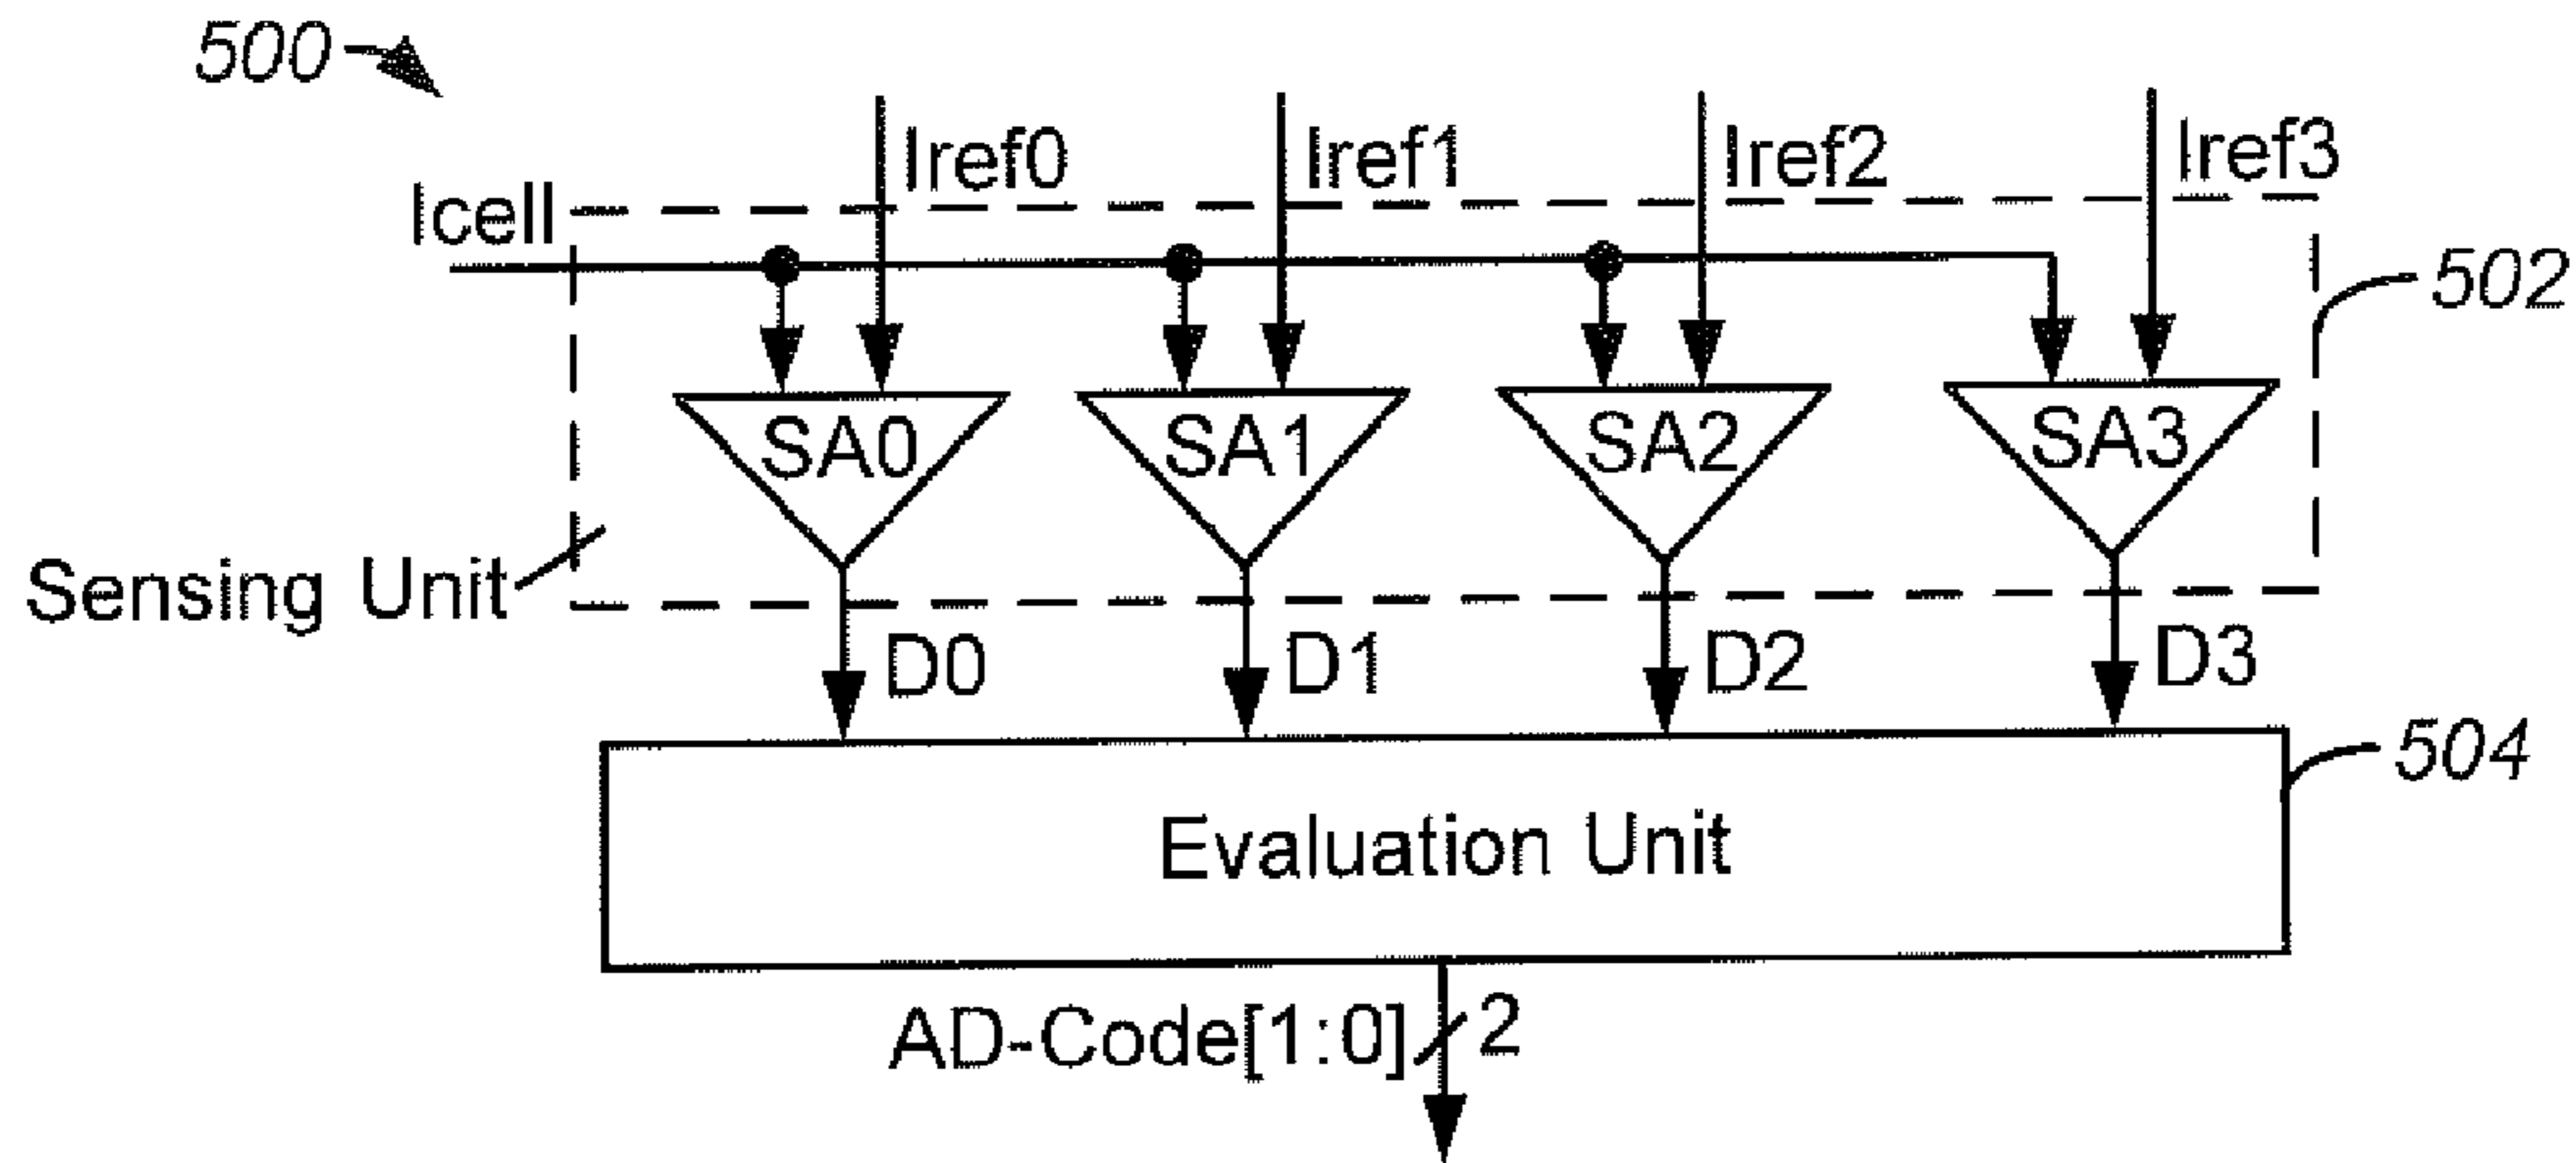 500
Iref0 Iref1 Iref2 Iref3
Icell
502
SA0 SA1 SA2 SA3
Sensing Unit
D0 D1 D2 D3
504
Evaluation Unit
AD-Code[1:0] 2